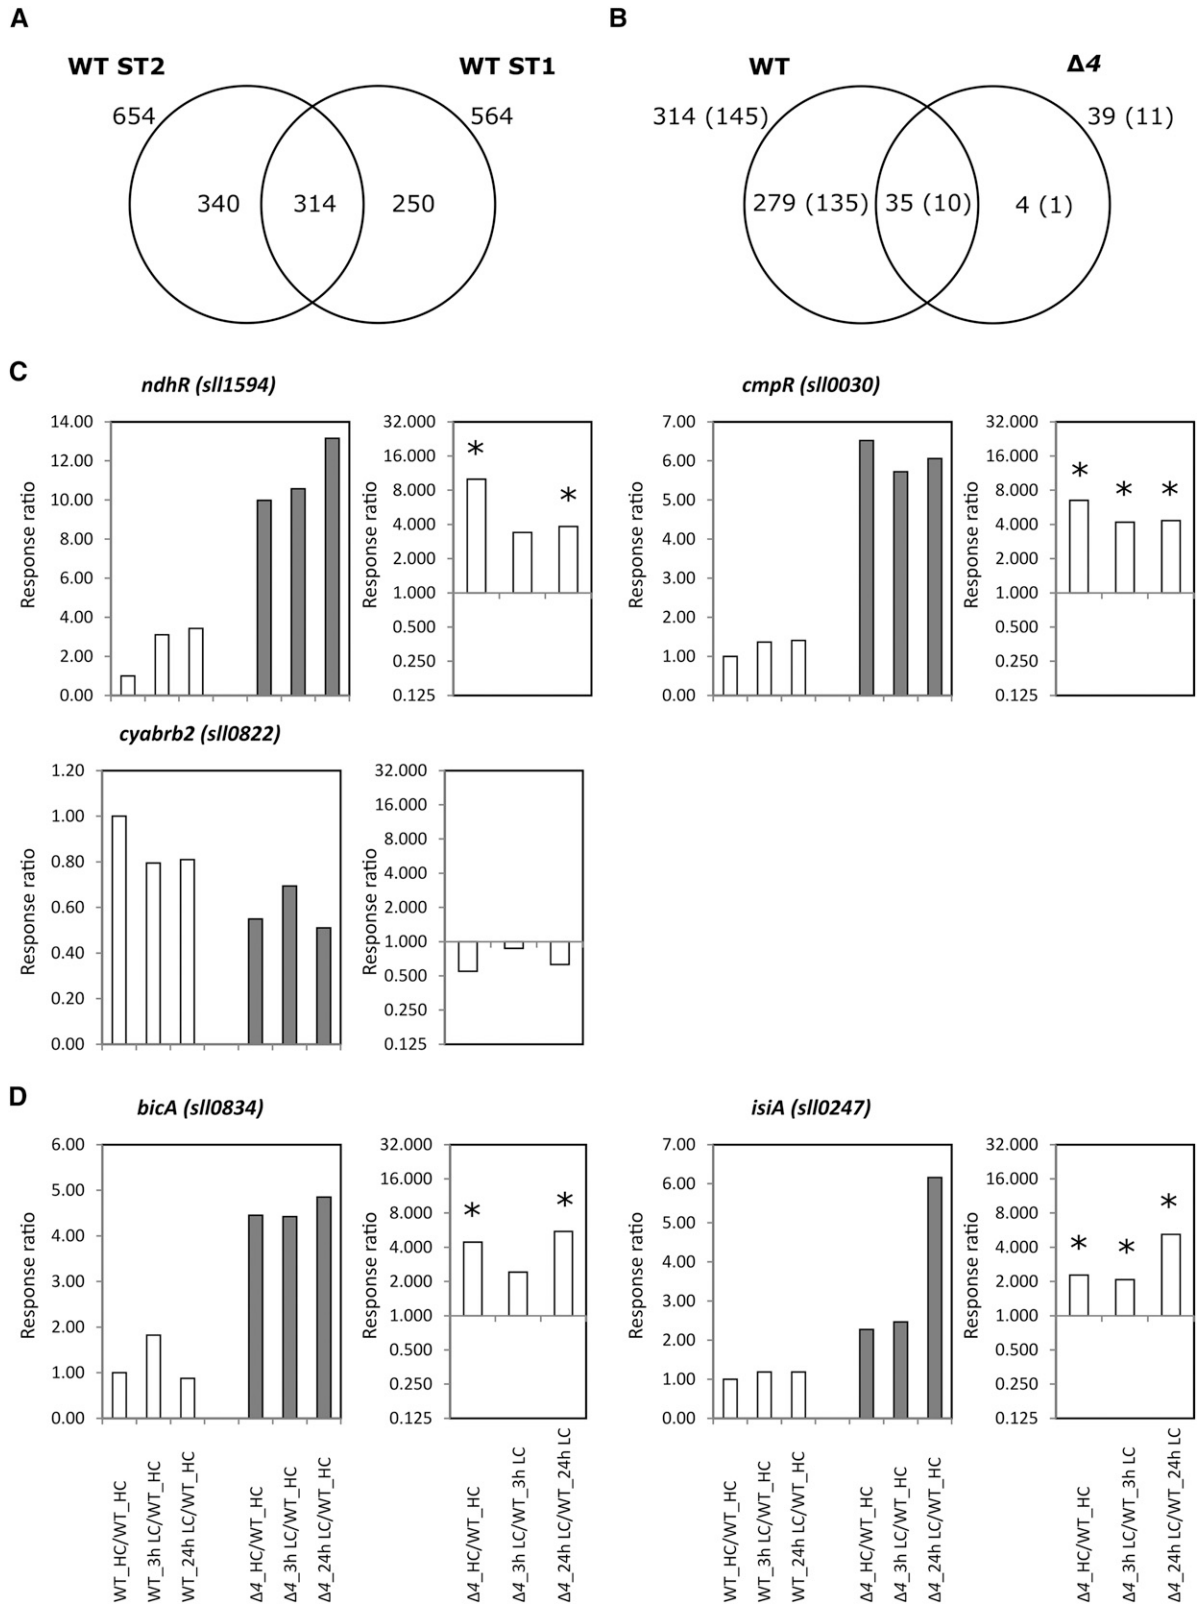 A
B
WT ST2
WT ST1
654
564
340
314
250
WT
Δ4
314 (145)
39 (11)
279 (135)
35 (10)
4 (1)
C
ndhR (sll1594)
Response ratio
14.00
12.00
10.00
8.00
6.00
4.00
2.00
0.00
Response ratio
32.000
16.000
8.000
4.000
2.000
1.000
0.500
0.250
0.125
*
*
cmpR (sll0030)
Response ratio
7.00
6.00
5.00
4.00
3.00
2.00
1.00
0.00
Response ratio
32.000
16.000
8.000
4.000
2.000
1.000
0.500
0.250
0.125
*
*
*
cyabrb2 (sll0822)
Response ratio
1.20
1.00
0.80
0.60
0.40
0.20
0.00
Response ratio
32.000
16.000
8.000
4.000
2.000
1.000
0.500
0.250
0.125
D
bicA (sll0834)
Response ratio
6.00
5.00
4.00
3.00
2.00
1.00
0.00
WT_HC/WT_HC
WT_3h LC/WT_HC
WT_24h LC/WT_HC
Δ4_HC/WT_HC
Δ4_3h LC/WT_HC
Δ4_24h LC/WT_HC
Response ratio
32.000
16.000
8.000
4.000
2.000
1.000
0.500
0.250
0.125
*
*
Δ4_HC/WT_HC
Δ4_3h LC/WT_3h LC
Δ4_24h LC/WT_24h LC
isiA (sll0247)
Response ratio
7.00
6.00
5.00
4.00
3.00
2.00
1.00
0.00
WT_HC/WT_HC
WT_3h LC/WT_HC
WT_24h LC/WT_HC
Δ4_HC/WT_HC
Δ4_3h LC/WT_HC
Δ4_24h LC/WT_HC
Response ratio
32.000
16.000
8.000
4.000
2.000
1.000
0.500
0.250
0.125
*
*
*
Δ4_HC/WT_HC
Δ4_3h LC/WT_3h LC
Δ4_24h LC/WT_24h LC